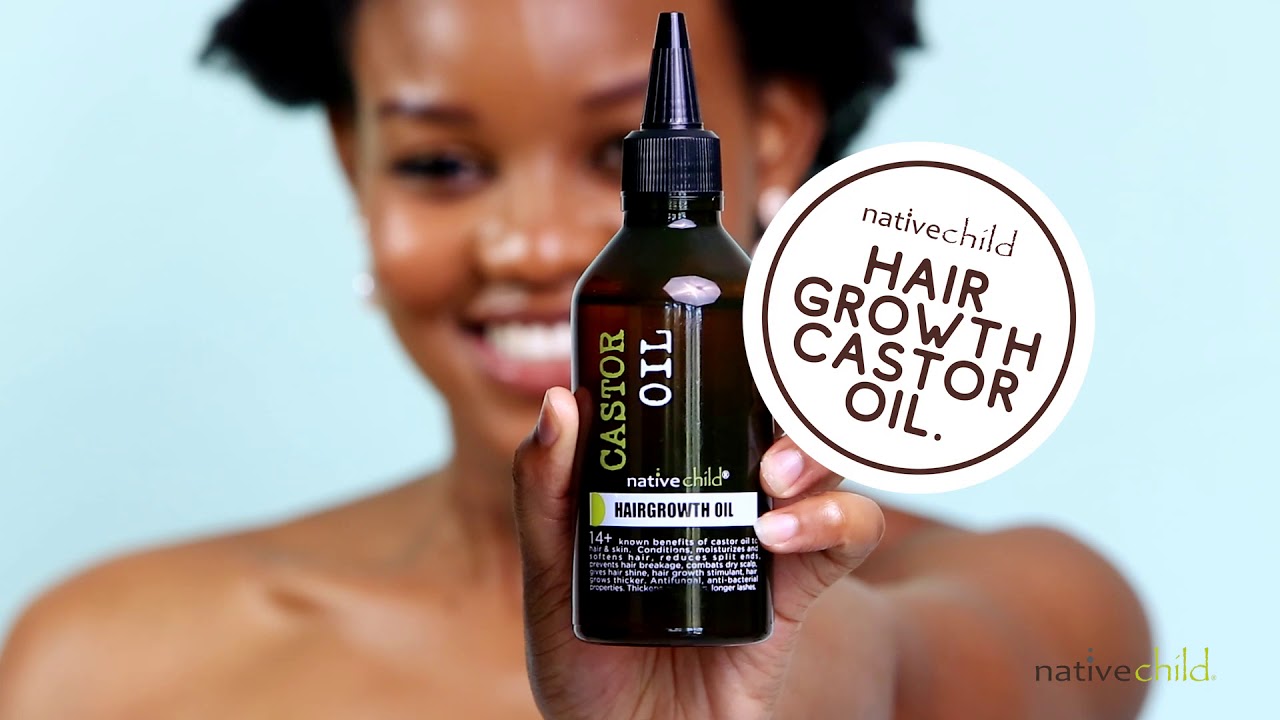 CASTOR
OIL
nativechild®
HAIRGROWTH OIL
14+ known benefits of castor oil to
hair & skin. Conditions, moisturizes and
softens hair, reduces split ends,
prevents hair breakage, combats dry scalp,
gives hair shine, hair growth stimulant, hair
grows thicker. Antifungal, anti-bacterial
properties. longer lashes.
nativechild
HAIR
GROWTH
CASTOR
OIL.
nativechild